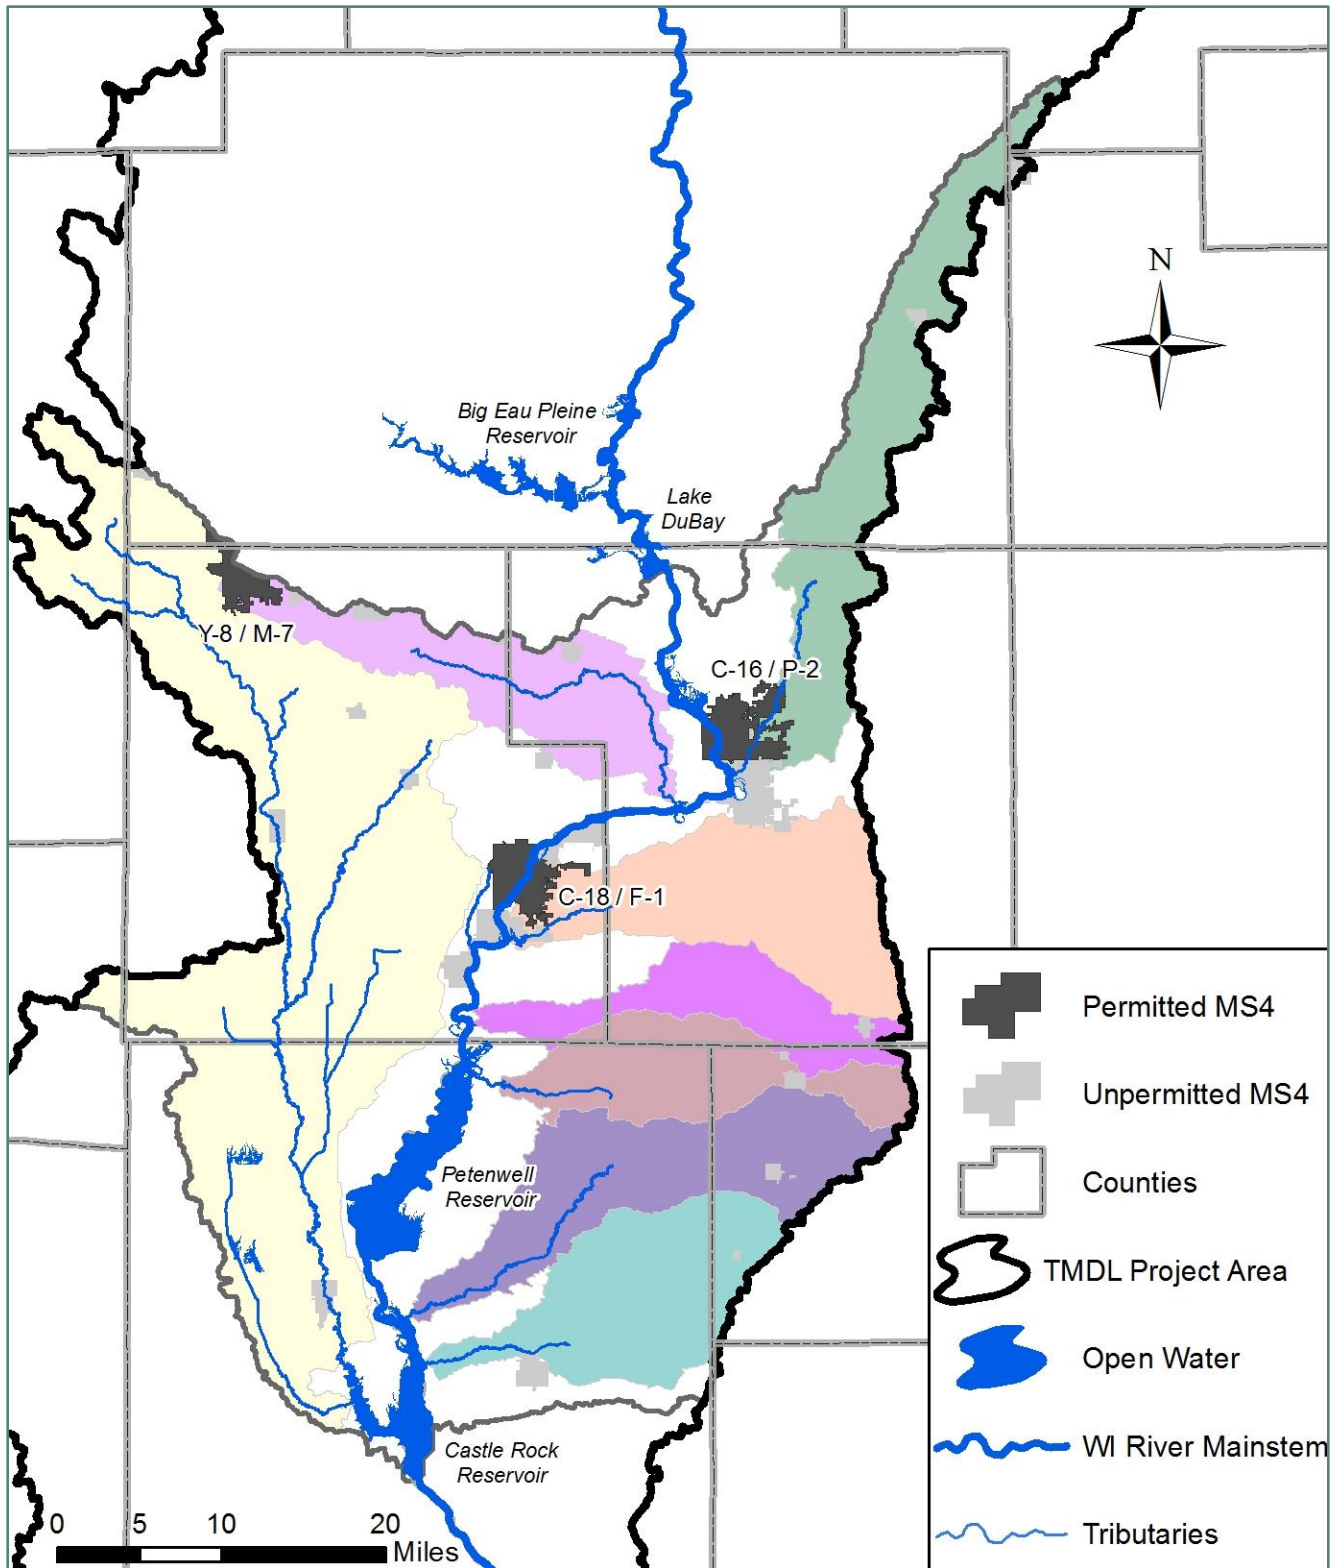 N
Big Eau Pleine
Reservoir
Lake
DuBay
Y-8 / M-7
C-16 / P-2
C-18 / F-1
Petenwell
Reservoir
Castle Rock
Reservoir
Permitted MS4
Unpermitted MS4
Counties
TMDL Project Area
Open Water
WI River Mainstem
Tributaries
0 5 10 20
Miles